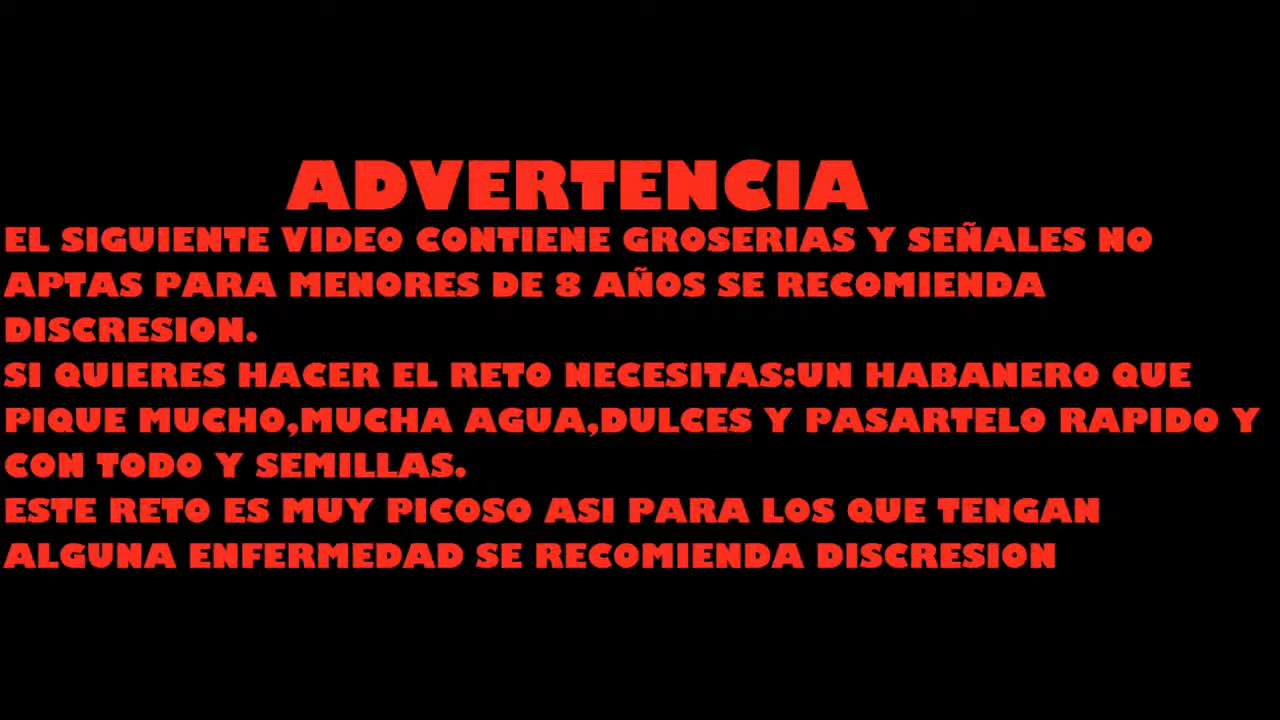 ADVERTENCIA
EL SIGUIENTE VIDEO CONTIENE GROSERIAS Y SEÑALES NO
APTAS PARA MENORES DE 8 AÑOS SE RECOMIENDA
DISCRESION.
SI QUIERES HACER EL RETO NECESITAS:UN HABANERO QUE
PIQUE MUCHO,MUCHA AGUA,DULCES Y PASARTELO RAPIDO Y
CON TODO Y SEMILLAS.
ESTE RETO ES MUY PICOSO ASI PARA LOS QUE TENGAN
ALGUNA ENFERMEDAD SE RECOMIENDA DISCRESION